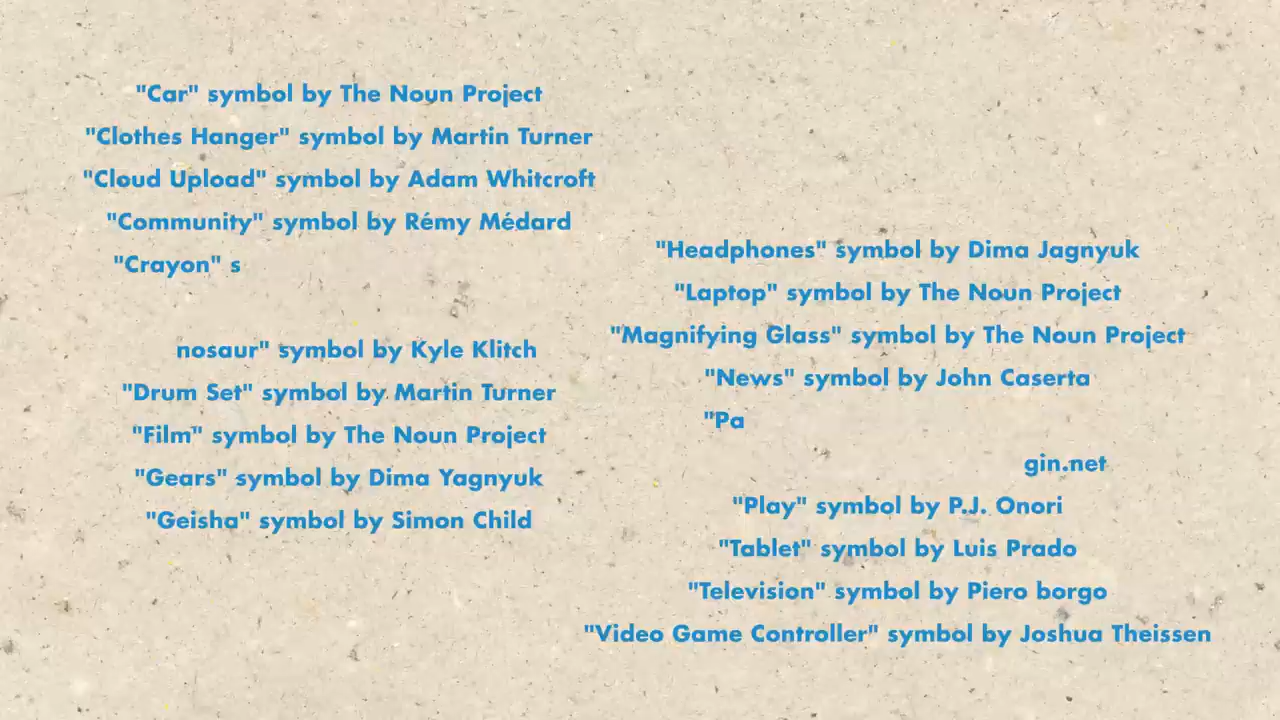 "Car" symbol by The Noun Project
"Clothes Hanger" symbol by Martin Turner
"Cloud Upload" symbol by Adam Whitcroft
"Community" symbol by Rémy Médard
"Crayon" s
nosaur" symbol by Kyle Klitch
"Drum Set" symbol by Martin Turner
"Film" symbol by The Noun Project
"Gears" symbol by Dima Yagnyuk
"Geisha" symbol by Simon Child
"Headphones" symbol by Dima Jagnyuk
"Laptop" symbol by The Noun Project
"Magnifying Glass" symbol by The Noun Project
"News" symbol by John Caserta
"Pa
gin.net
"Play" symbol by P.J. Onori
"Tablet" symbol by Luis Prado
"Television" symbol by Piero borgo
"Video Game Controller" symbol by Joshua Theissen